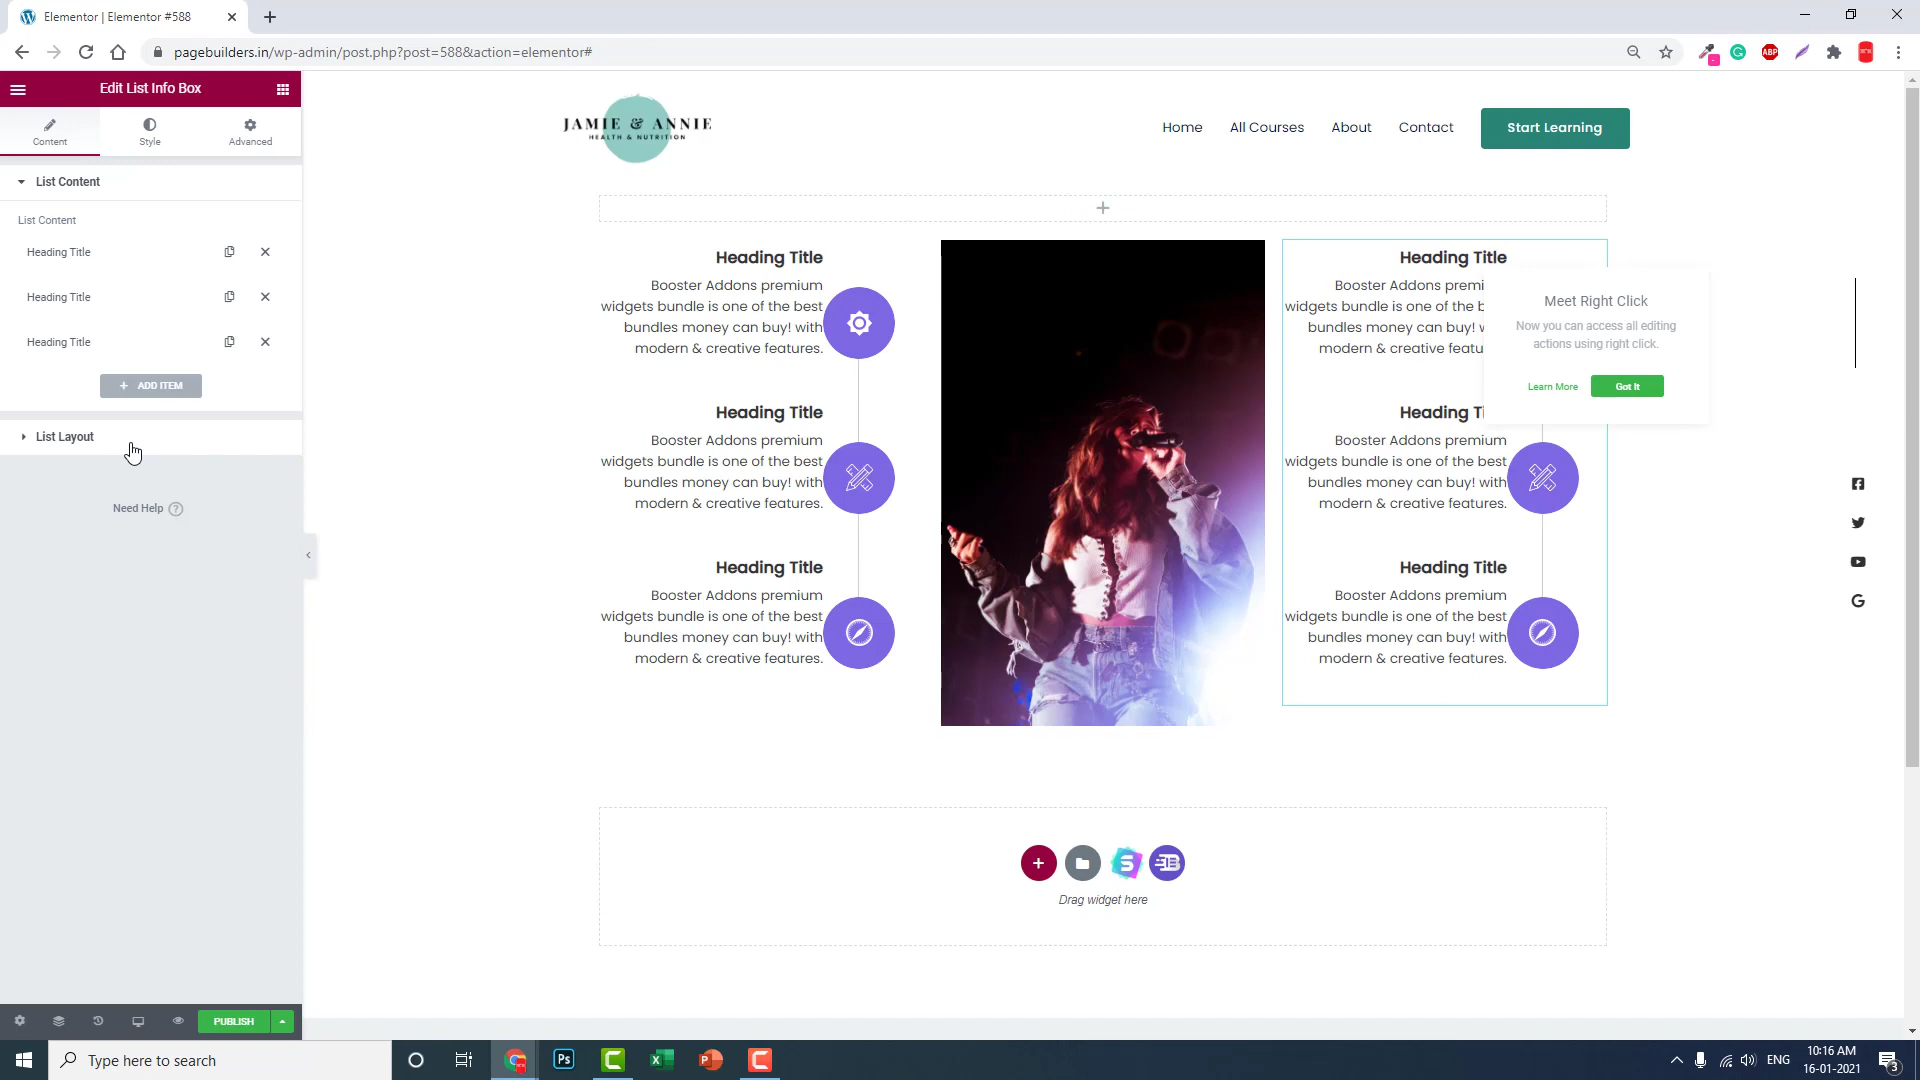 Elementor | Elementor #588
pagebuilders.in/wp-admin/post.php?post=588&action=elementor#
ABP
Edit List Info Box
Content
Style
Advanced
List Content
List Content
Heading Title
Heading Title
Heading Title
+ ADD ITEM
List Layout
Need Help ?
PUBLISH
JAMIE & ANNIE
HEALTH & NUTRITION
Home
All Courses
About
Contact
Start Learning
Heading Title
Booster Addons premium
widgets bundle is one of the best
bundles money can buy! with
modern & creative features.
Heading Title
Booster Addons premium
widgets bundle is one of the best
bundles money can buy! with
modern & creative features.
Heading Title
Booster Addons premium
widgets bundle is one of the best
bundles money can buy! with
modern & creative features.
Heading Title
Booster Addons premi
widgets bundle is one of the b
bundles money can buy!
modern & creative featu
Heading
Booster Addons premium
widgets bundle is one of the best
bundles money can buy! with
modern & creative features.
Heading Title
Booster Addons premium
widgets bundle is one of the best
bundles money can buy! with
modern & creative features.
Meet Right Click
Now you can access all editing
actions using right click.
Learn More
Got It
Drag widget here
Type here to search
Ps
ENG
10:16 AM
16-01-2021
3